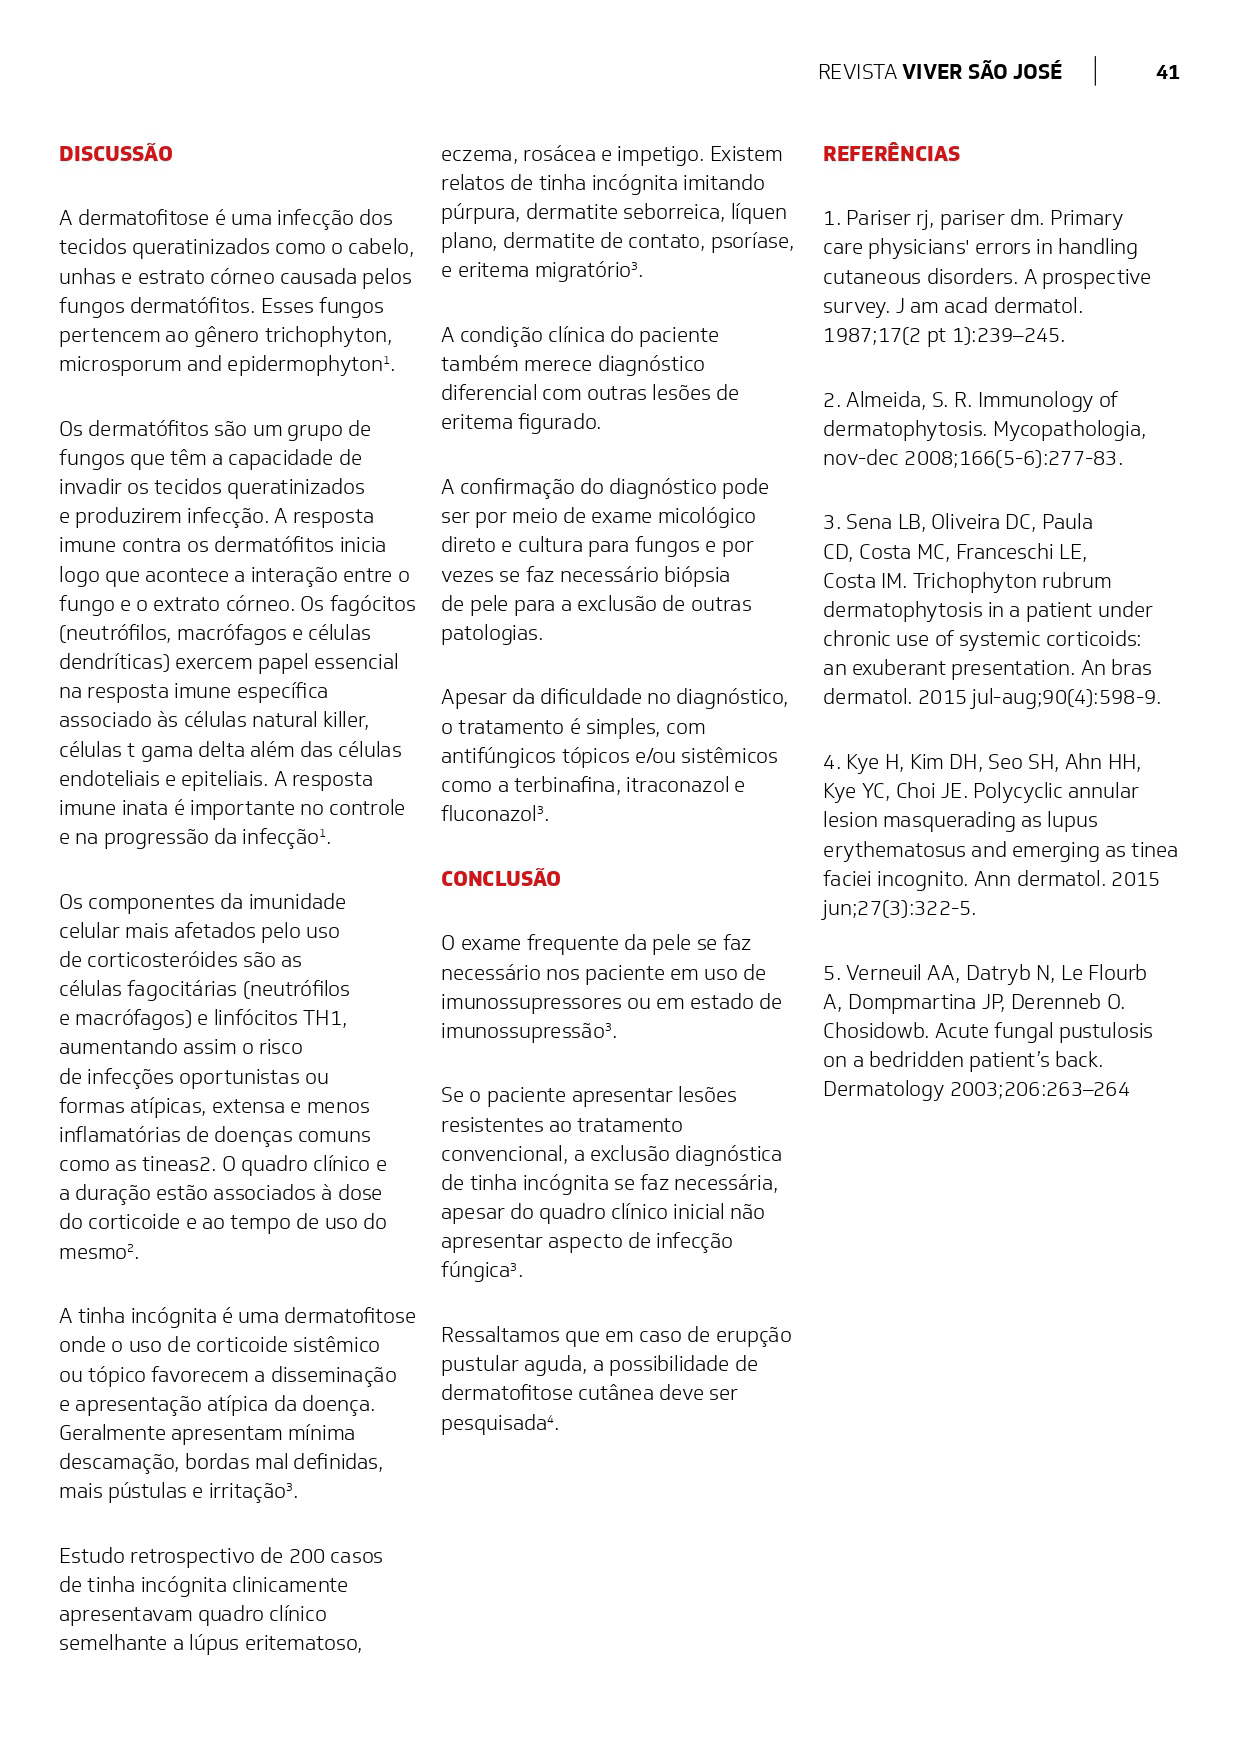 REVISTA VIVER SÃO JOSÉ 41
DISCUSSÃO
A dermatofitose é uma infecção dos
tecidos queratinizados como o cabelo,
unhas e estrato córneo causada pelos
fungos dermatófitos. Esses fungos
pertencem ao gênero trichophyton,
microsporum and epidermophyton¹.
Os dermatófitos são um grupo de
fungos que têm a capacidade de
invadir os tecidos queratinizados
e produzirem infecção. A resposta
imune contra os dermatófitos inicia
logo que acontece a interação entre o
fungo e o extrato córneo. Os fagócitos
(neutrófilos, macrófagos e células
dendríticas) exercem papel essencial
na resposta imune específica
associado às células natural killer,
células t gama delta além das células
endoteliais e epiteliais. A resposta
imune inata é importante no controle
e na progressão da infecção¹.
Os componentes da imunidade
celular mais afetados pelo uso
de corticosteróides são as
células fagocitárias (neutrófilos
e macrófagos) e linfócitos TH1,
aumentando assim o risco
de infecções oportunistas ou
formas atípicas, extensa e menos
inflamatórias de doenças comuns
como as tineas2. O quadro clínico e
a duração estão associados à dose
do corticoide e ao tempo de uso do
mesmo².
A tinha incógnita é uma dermatofitose
onde o uso de corticoide sistêmico
ou tópico favorecem a disseminação
e apresentação atípica da doença.
Geralmente apresentam mínima
descamação, bordas mal definidas,
mais pústulas e irritação³.
Estudo retrospectivo de 200 casos
de tinha incógnita clinicamente
apresentavam quadro clínico
semelhante a lúpus eritematoso,
eczema, rosácea e impetigo. Existem
relatos de tinha incógnita imitando
púrpura, dermatite seborreica, líquen
plano, dermatite de contato, psoríase,
e eritema migratório³.
A condição clínica do paciente
também merece diagnóstico
diferencial com outras lesões de
eritema figurado.
A confirmação do diagnóstico pode
ser por meio de exame micológico
direto e cultura para fungos e por
vezes se faz necessário biópsia
de pele para a exclusão de outras
patologias.
Apesar da dificuldade no diagnóstico,
o tratamento é simples, com
antifúngicos tópicos e/ou sistêmicos
como a terbinafina, itraconazol e
fluconazol³.
CONCLUSÃO
O exame frequente da pele se faz
necessário nos paciente em uso de
imunossupressores ou em estado de
imunossupressão³.
Se o paciente apresentar lesões
resistentes ao tratamento
convencional, a exclusão diagnóstica
de tinha incógnita se faz necessária,
apesar do quadro clínico inicial não
apresentar aspecto de infecção
fúngica³.
Ressaltamos que em caso de erupção
pustular aguda, a possibilidade de
dermatofitose cutânea deve ser
pesquisada⁴.
REFERÊNCIAS
1. Pariser rj, pariser dm. Primary
care physicians' errors in handling
cutaneous disorders. A prospective
survey. J am acad dermatol.
1987;17(2 pt 1):239–245.
2. Almeida, S. R. Immunology of
dermatophytosis. Mycopathologia,
nov-dec 2008;166(5-6):277-83.
3. Sena LB, Oliveira DC, Paula
CD, Costa MC, Franceschi LE,
Costa IM. Trichophyton rubrum
dermatophytosis in a patient under
chronic use of systemic corticoids:
an exuberant presentation. An bras
dermatol. 2015 jul-aug;90(4):598-9.
4. Kye H, Kim DH, Seo SH, Ahn HH,
Kye YC, Choi JE. Polycyclic annular
lesion masquerading as lupus
erythematosus and emerging as tinea
faciei incognito. Ann dermatol. 2015
jun;27(3):322-5.
5. Verneuil AA, Datryb N, Le Flourb
A, Dompmartina JP, Derenneb O.
Chosidowb. Acute fungal pustulosis
on a bedridden patient’s back.
Dermatology 2003;206:263–264